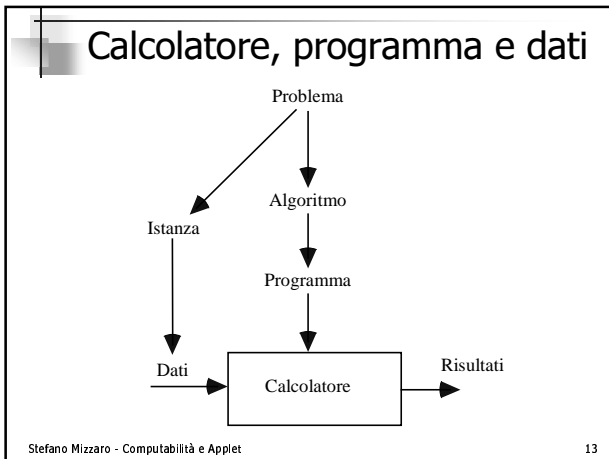 Calcolatore, programma e dati
Problema
Algoritmo
Istanza
Programma
Dati
Calcolatore
Risultati
Stefano Mizzaro - Computabilità e Applet
13